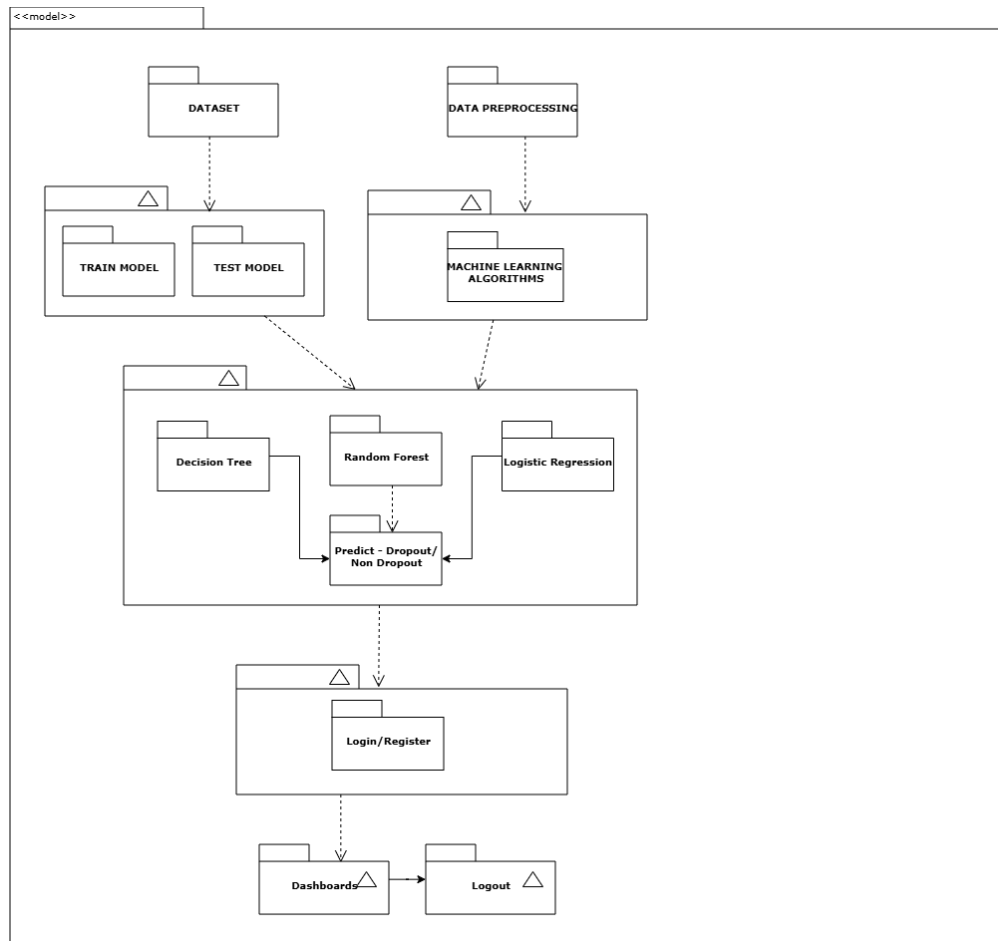 <<model>>
DATASET
DATA PREPROCESSING
TRAIN MODEL
TEST MODEL
MACHINE LEARNING
ALGORITHMS
Decision Tree
Random Forest
Logistic Regression
Predict - Dropout/
Non Dropout
Login/Register
Dashboards
Logout